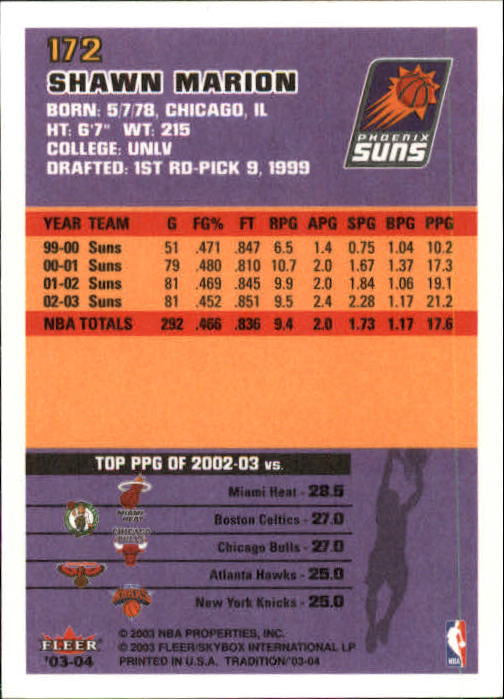 172
SHAWN MARION
BORN: 5/7/78, CHICAGO, IL
HT: 6'7" WT: 215
COLLEGE: UNLV
DRAFTED: 1ST RD-PICK 9, 1999
PHOENIX
SUNS
YEAR TEAM G FG% FT RPG APG SPG BPG PPG
99-00 Suns 51 .471 .847 6.5 1.4 0.75 1.04 10.2
00-01 Suns 79 .480 .810 10.7 2.0 1.67 1.37 17.3
01-02 Suns 81 .469 .845 9.9 2.0 1.84 1.06 19.1
02-03 Suns 81 .452 .851 9.5 2.4 2.28 1.17 21.2
NBA TOTALS 292 .466 .836 9.4 2.0 1.73 1.17 17.6
TOP PPG OF 2002-03 vs.
MIAMI HEAT
Miami Heat - 28.5
Boston Celtics - 27.0
CHICAGO
BULLS
Chicago Bulls - 27.0
Atlanta Hawks - 25.0
KNICKS
New York Knicks - 25.0
FLEER
'03-04
© 2003 NBA PROPERTIES, INC.
© 2003 FLEER/SKYBOX INTERNATIONAL LP
PRINTED IN U.S.A. TRADITION/'03-04
NBA